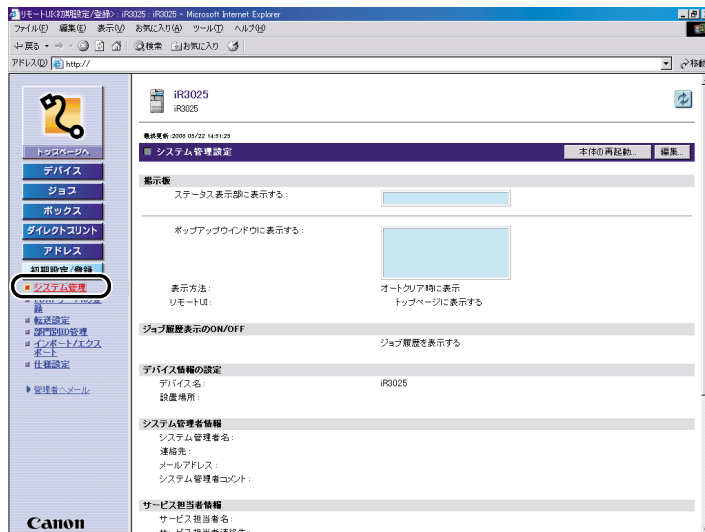 リモートUI<初期設定/登録> : iR3025 : iR3025 - Microsoft Internet Explorer
ファイル(F) 編集(E) 表示(V) お気に入り(A) ツール(T) ヘルプ(H)
戻る
検索 お気に入り
アドレス(D) http://
移動
iR3025
iR3025
最終更新 :2008 09/22 14:51:25
トップページへ
システム管理設定
本体の再起動... 編集...
デバイス
ジョブ
ボックス
ダイレクトプリント
アドレス
初期設定/登録
システム管理
録
転送設定
部門別ID管理
インポート/エクスポート
仕様設定
管理者へメール
Canon
掲示板
ステータス表示部に表示する :
ポップアップウインドウに表示する :
表示方法 : オートクリア時に表示
リモートUI : トップページに表示する
ジョブ履歴表示のON/OFF
ジョブ履歴を表示する
デバイス情報の設定
デバイス名 : iR3025
設置場所 :
システム管理者情報
システム管理者名 :
連絡先 :
メールアドレス :
システム管理者コメント :
サービス担当者情報
サービス担当者名 :